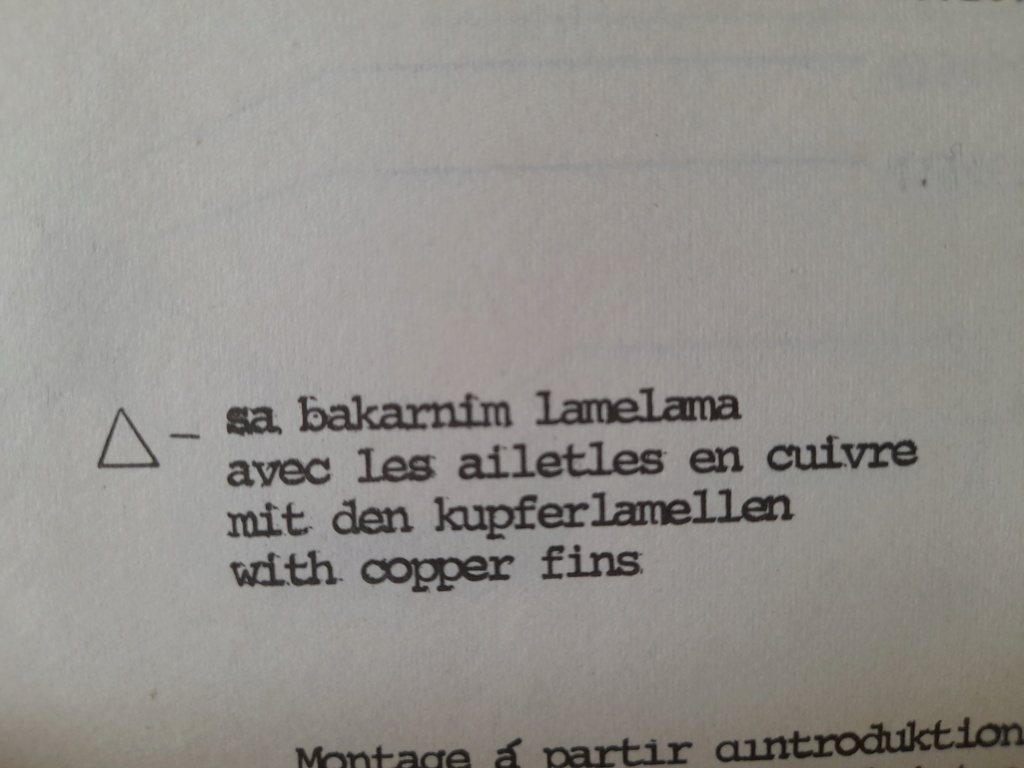 △ - sa bakarnim lamelama
avec les ailetles en cuivre
mit den kupferlamellen
with copper fins
Montage á partir aintroduktion